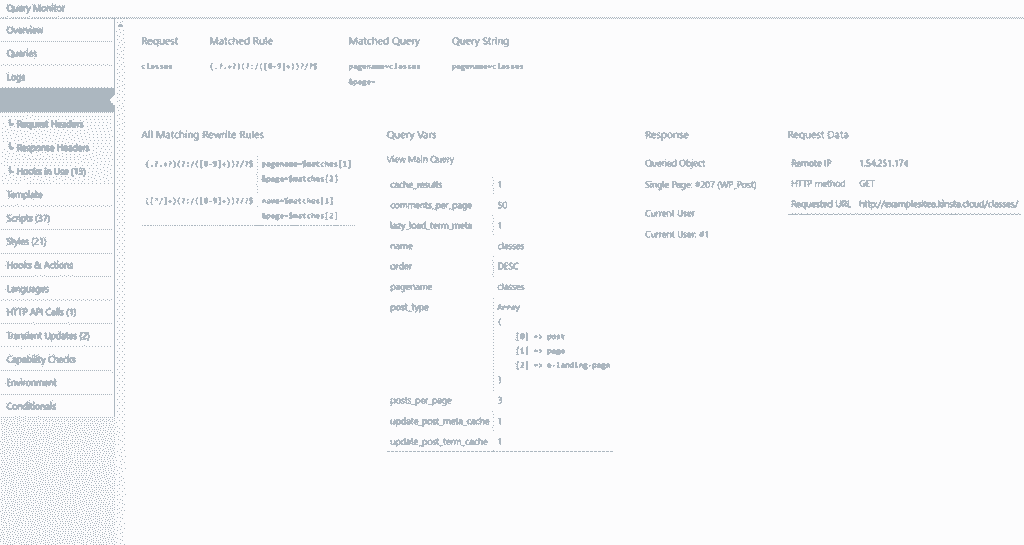 Query Monitor
Overview
Queries
Logs
└ Request Headers
└ Response Headers
└ Hooks in Use (15)
Template
Scripts (37)
Styles (21)
Hooks & Actions
Languages
HTTP API Calls (1)
Transient Updates (2)
Capability Checks
Environment
Conditionals
Request Matched Rule Matched Query Query String
classes (.?.+?)(?:/([0-9]+))?/?$ pagename=classes pagename=classes
&page=
All Matching Rewrite Rules
(.?.+?)(?:/([0-9]+))?/?$ pagename=$matches[1]
&page=$matches[2]
([^/]+)(?:/([0-9]+))?/?$ name=$matches[1]
&page=$matches[2]
Query Vars
View Main Query
cache_results 1
comments_per_page 50
lazy_load_term_meta 1
name classes
order DESC
pagename classes
post_type Array
(
[0] => post
[1] => page
[2] => e-landing-page
)
posts_per_page 3
update_post_meta_cache 1
update_post_term_cache 1
Response
Queried Object
Single Page: #207 (WP_Post)
Current User
Current User: #1
Request Data
Remote IP 1.54.251.174
HTTP method GET
Requested URL http://examplesitea.kinsta.cloud/classes/